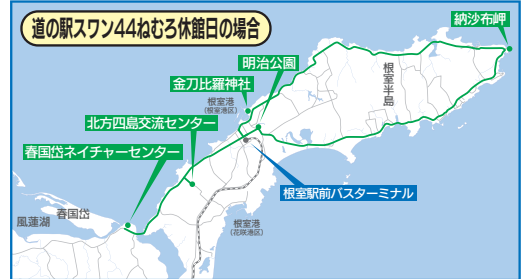 道の駅スワン44ねむろ休館日の場合
納沙布岬
明治公園
金刀比羅神社
根室半島
根室港
(根室港区)
北方四島交流センター
春国岱ネイチャーセンター
根室駅前バスターミナル
春国岱
風蓮湖
根室港
(花咲港区)